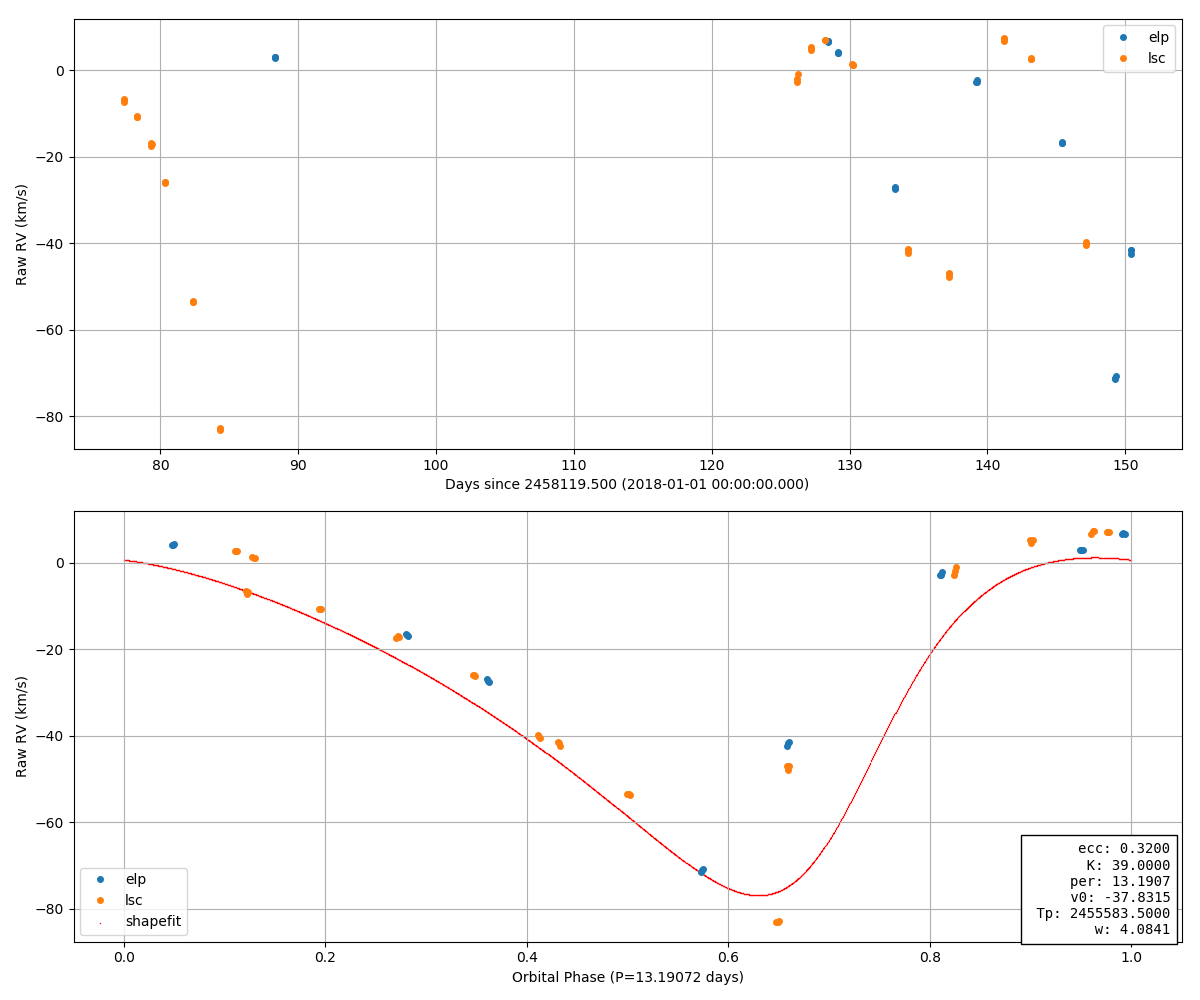 0
−20
−40
−60
−80
Raw RV (km/s)
elp
lsc
80
90
100
110
120
130
140
150
Days since 2458119.500 (2018-01-01 00:00:00.000)
0
−20
−40
−60
−80
Raw RV (km/s)
elp
lsc
shapefit
ecc: 0.3200
K: 39.0000
per: 13.1907
v0: -37.8315
Tp: 2455583.5000
w: 4.0841
0.0
0.2
0.4
0.6
0.8
1.0
Orbital Phase (P=13.19072 days)